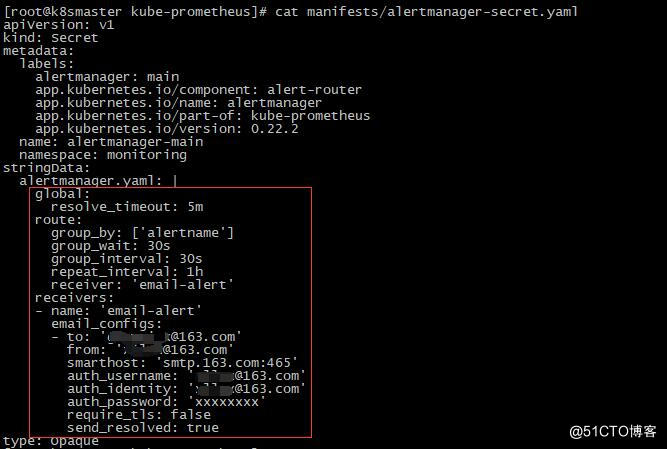 [root@k8smaster kube-prometheus]# cat manifests/alertmanager-secret.yaml
apiVersion: v1
kind: Secret
metadata:
  labels:
    alertmanager: main
    app.kubernetes.io/component: alert-router
    app.kubernetes.io/name: alertmanager
    app.kubernetes.io/part-of: kube-prometheus
    app.kubernetes.io/version: 0.22.2
  name: alertmanager-main
  namespace: monitoring
stringData:
  alertmanager.yaml: |
    global:
      resolve_timeout: 5m
    route:
      group_by: ['alertname']
      group_wait: 30s
      group_interval: 30s
      repeat_interval: 1h
      receiver: 'email-alert'
    receivers:
    - name: 'email-alert'
      email_configs:
      - to: '@163.com'
        from: '@163.com'
        smarthost: 'smtp.163.com:465'
        auth_username: '@163.com'
        auth_identity: '@163.com'
        auth_password: 'xxxxxxxx'
        require_tls: false
        send_resolved: true
type: Opaque
@51CTO博客